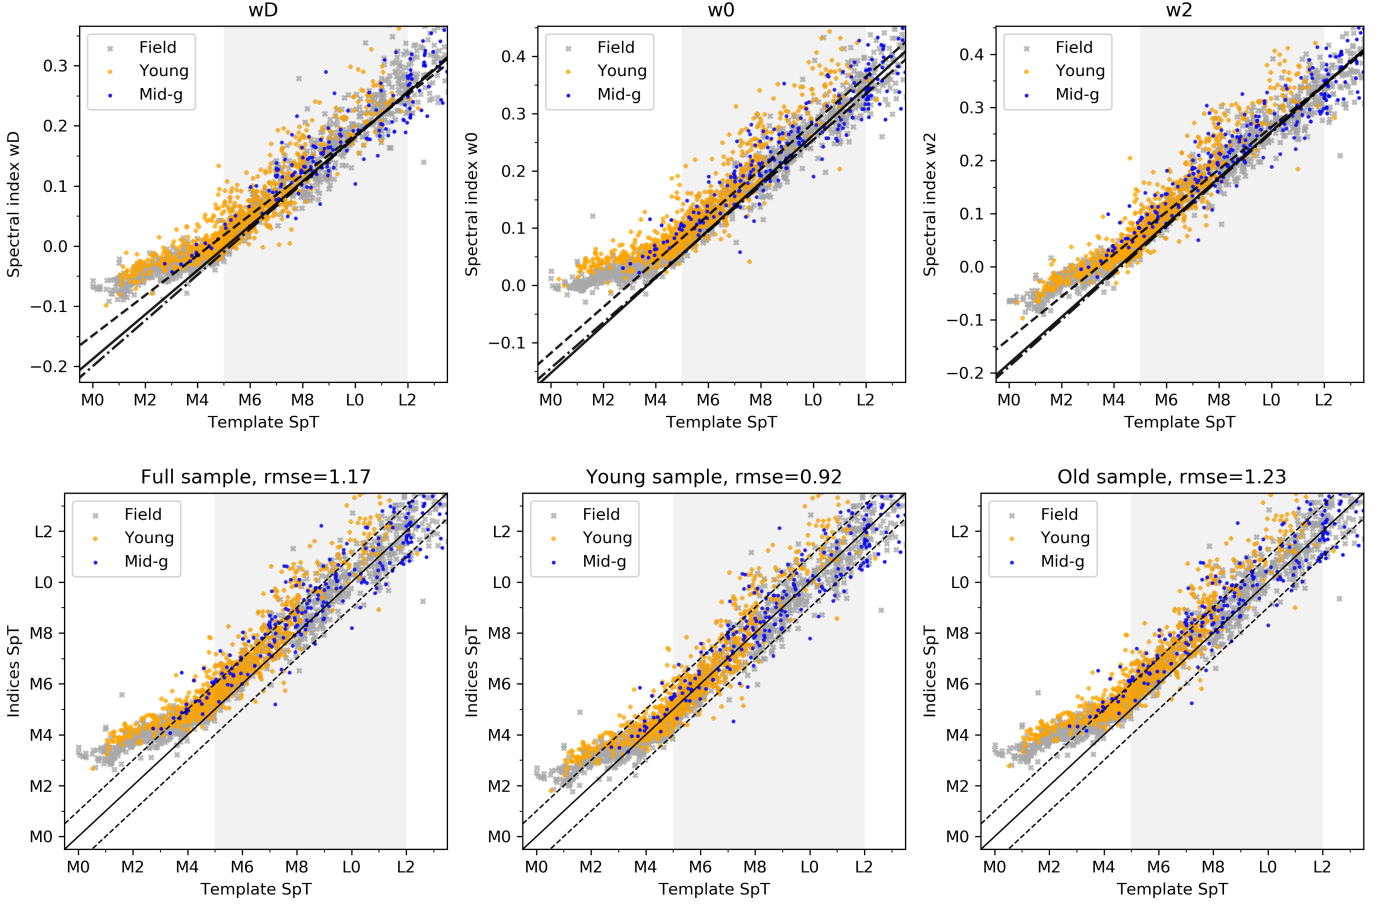 wD
Field
Young
Mid-g
Spectral index wD
0.3
0.2
0.1
0.0
−0.1
−0.2
M0 M2 M4 M6 M8 L0 L2
Template SpT
w0
Field
Young
Mid-g
Spectral index w0
0.4
0.3
0.2
0.1
0.0
−0.1
M0 M2 M4 M6 M8 L0 L2
Template SpT
w2
Field
Young
Mid-g
Spectral index w2
0.4
0.3
0.2
0.1
0.0
−0.1
−0.2
M0 M2 M4 M6 M8 L0 L2
Template SpT
Full sample, rmse=1.17
Field
Young
Mid-g
Indices SpT
L2
L0
M8
M6
M4
M2
M0
M0 M2 M4 M6 M8 L0 L2
Template SpT
Young sample, rmse=0.92
Field
Young
Mid-g
Indices SpT
L2
L0
M8
M6
M4
M2
M0
M0 M2 M4 M6 M8 L0 L2
Template SpT
Old sample, rmse=1.23
Field
Young
Mid-g
Indices SpT
L2
L0
M8
M6
M4
M2
M0
M0 M2 M4 M6 M8 L0 L2
Template SpT